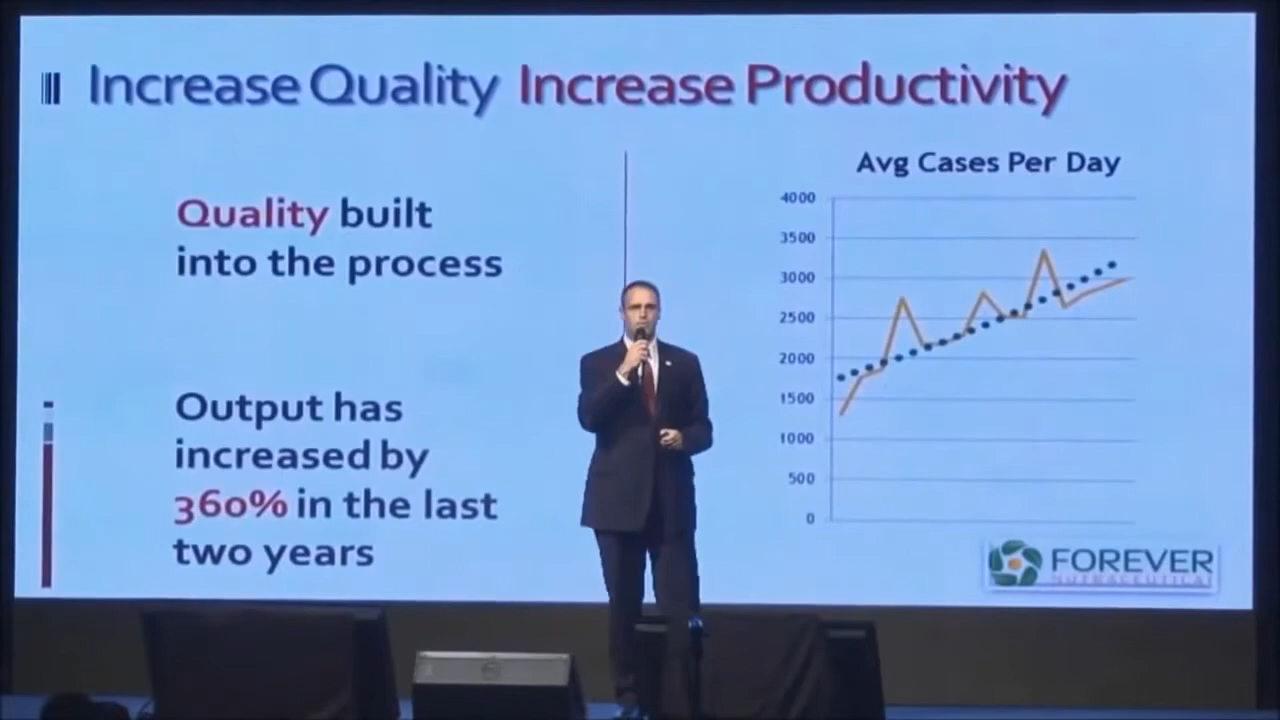 Increase Quality Increase Productivity
Quality built
into the process
Output has
increased by
360% in the last
two years
Avg Cases Per Day
4000
3500
3000
2500
2000
1500
1000
500
0
FOREVER
NUTRACEUTICAL